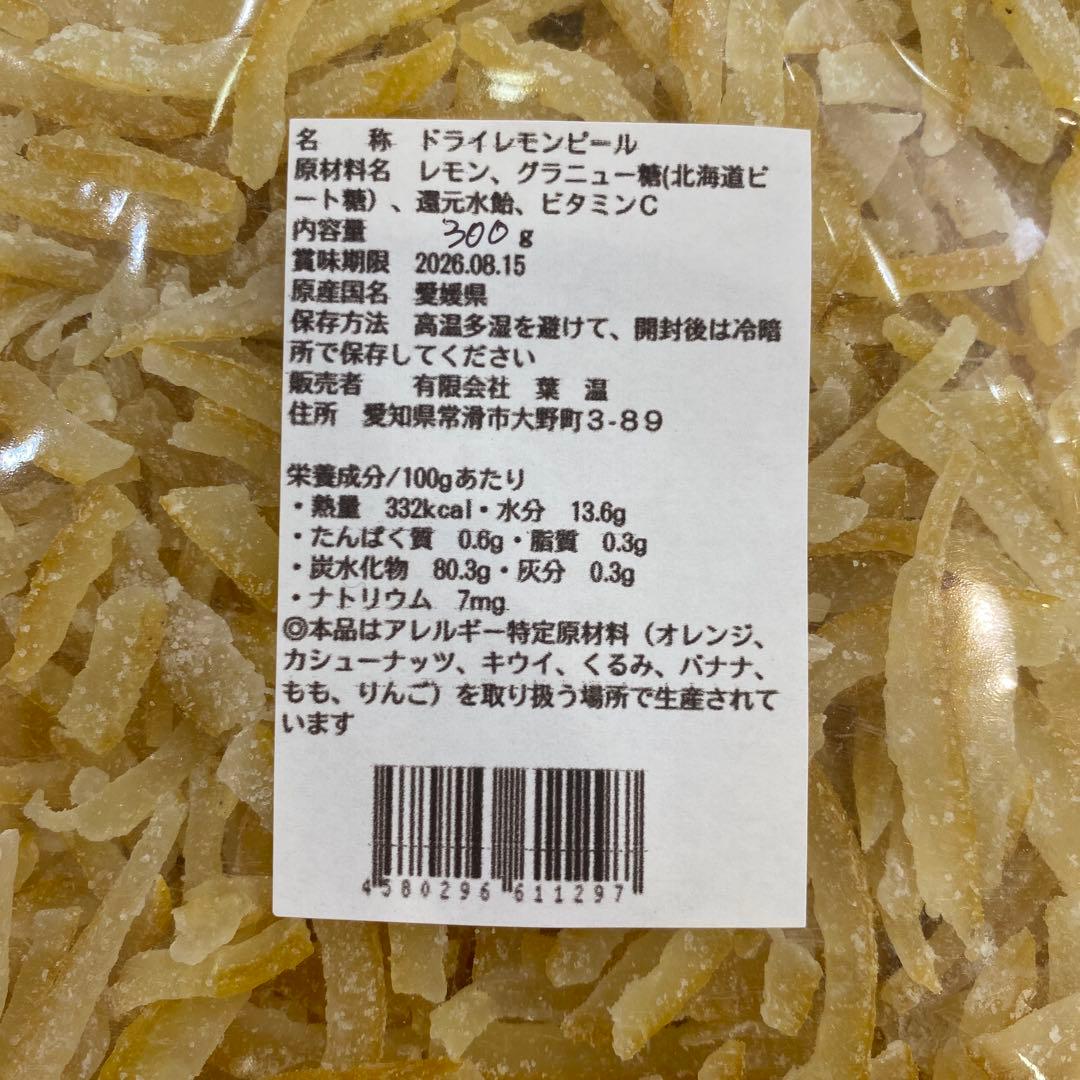 名　　称　ドライレモンピール
原材料名　レモン、グラニュー糖(北海道ビ
ート糖）、還元水飴、ビタミンＣ
内容量　　300 g
賞味期限　2026.08.15
原産国名　愛媛県
保存方法　高温多湿を避けて、開封後は冷暗
所で保存してください
販売者　　有限会社　葉　温
住所　愛知県常滑市大野町３-８９
栄養成分/100gあたり
・熱量　332kcal・水分　13.6g
・たんぱく質　0.6g・脂質　0.3g
・炭水化物　80.3g・灰分　0.3g
・ナトリウム　7mg
◎本品はアレルギー特定原材料（オレンジ、
カシューナッツ、キウイ、くるみ、バナナ、
もも、りんご）を取り扱う場所で生産されて
います
4580296611297